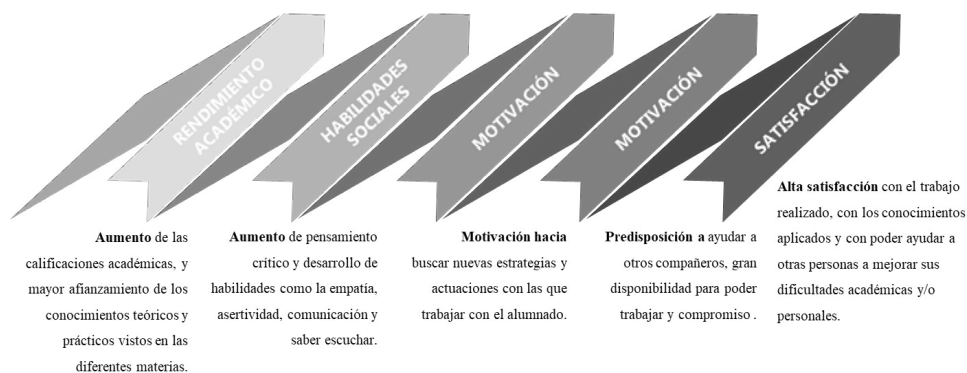 RENDIMIENTO
ACADÉMICO
HABILIDADES
SOCIALES
MOTIVACIÓN
MOTIVACIÓN
SATISFACCIÓN
Aumento de las
calificaciones académicas, y
mayor afianzamiento de los
conocimientos teóricos y
prácticos vistos en las
diferentes materias.
Aumento de pensamiento
crítico y desarrollo de
habilidades como la empatía,
asertividad, comunicación y
saber escuchar.
Motivación hacia
buscar nuevas estrategias y
actuaciones con las que
trabajar con el alumnado.
Predisposición a ayudar a
otros compañeros, gran
disponibilidad para poder
trabajar y compromiso .
Alta satisfacción con el trabajo
realizado, con los conocimientos
aplicados y con poder ayudar a
otras personas a mejorar sus
dificultades académicas y/o
personales.